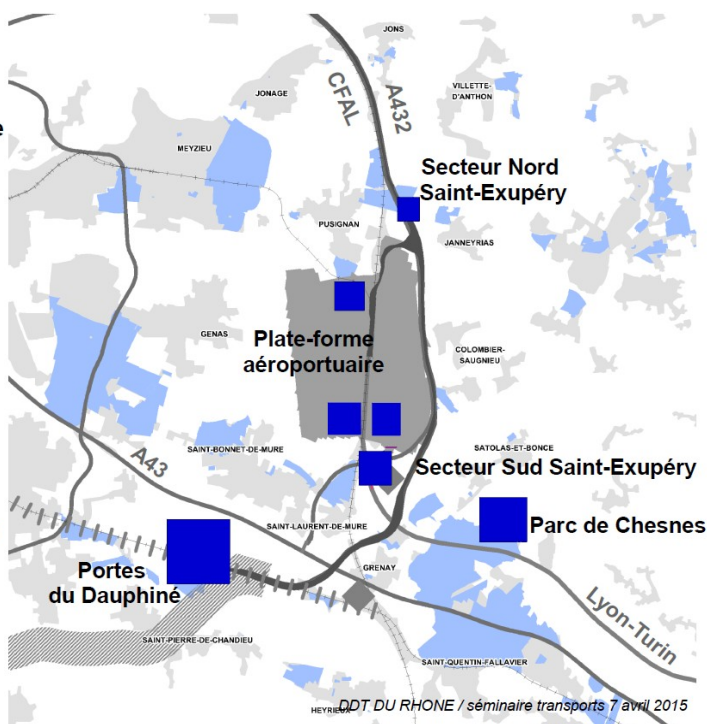 JONS
CFAL
A432
VILLETTE-
D'ANTHON
JONAGE
e
MEYZIEU
Secteur Nord
Saint-Exupéry
PUSIGNAN
JANNEYRIAS
GENAS
Plate-forme
aéroportuaire
COLOMBIER-
SAUGNIEU
SAINT-BONNET-DE-MURE
SATOLAS-ET-BONCE
A43
Secteur Sud Saint-Exupéry
SAINT-LAURENT-DE-MURE
Parc de Chesnes
Portes
du Dauphiné
GRENAY
Lyon-Turin
SAINT-PIERRE-DE-CHANDIEU
SAINT-QUENTIN-FALLAVIER
HEYRIEUX
DDT DU RHONE / séminaire transports 7 avril 2015